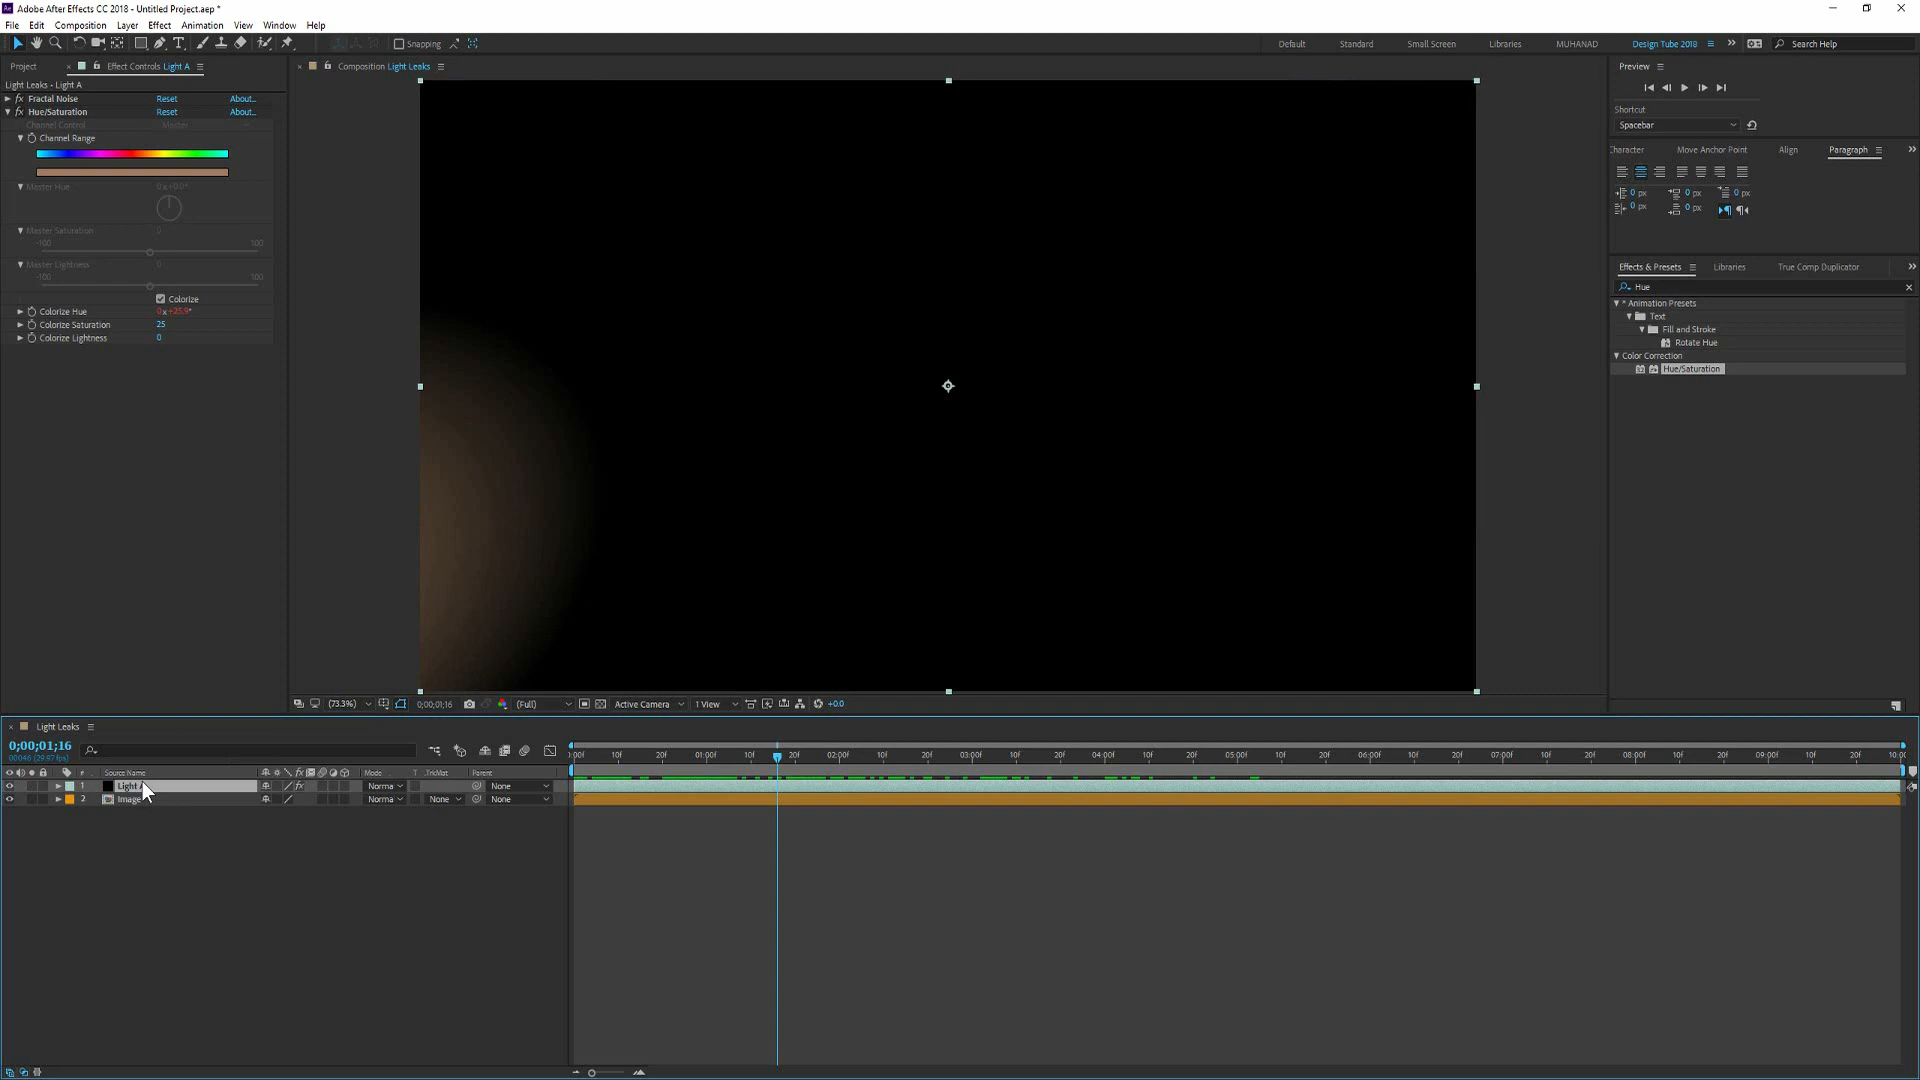 Adobe After Effects CC 2018 - Untitled Project.aep *
File Edit Composition Layer Effect Animation View Window Help
Snapping
Default Standard Small Screen Libraries MUHANAD Design Tube 2018 Search Help
Project Effect Controls Light A
Composition Light Leaks
Preview
Light Leaks • Light A
Fractal Noise Reset About...
Hue/Saturation Reset About...
Channel Control Master
Channel Range
Master Hue 0x+0.0°
Master Saturation 0
-100 100
Master Lightness 0
-100 100
Colorize
Colorize Hue 0x+25.9°
Colorize Saturation 25
Colorize Lightness 0
Shortcut
Spacebar
Character Move Anchor Point Align Paragraph
0 px 0 px 0 px
0 px 0 px
Effects & Presets Libraries True Comp Duplicator
Hue
* Animation Presets
Text
Fill and Stroke
Rotate Hue
Color Correction
Hue/Saturation
(73.3%) 0;00;01;16 (Full) Active Camera 1 View +0.0
Light Leaks
0;00;01;16
00046 (29.97 fps)
# Source Name Mode T TrkMat Parent
1 Light Norma None
2 Image Norma None None
:00f 10f 20f 01:00f 10f 20f 02:00f 10f 20f 03:00f 10f 20f 04:00f 10f 20f 05:00f 10f 20f 06:00f 10f 20f 07:00f 10f 20f 08:00f 10f 20f 09:00f 10f 20f 10:00